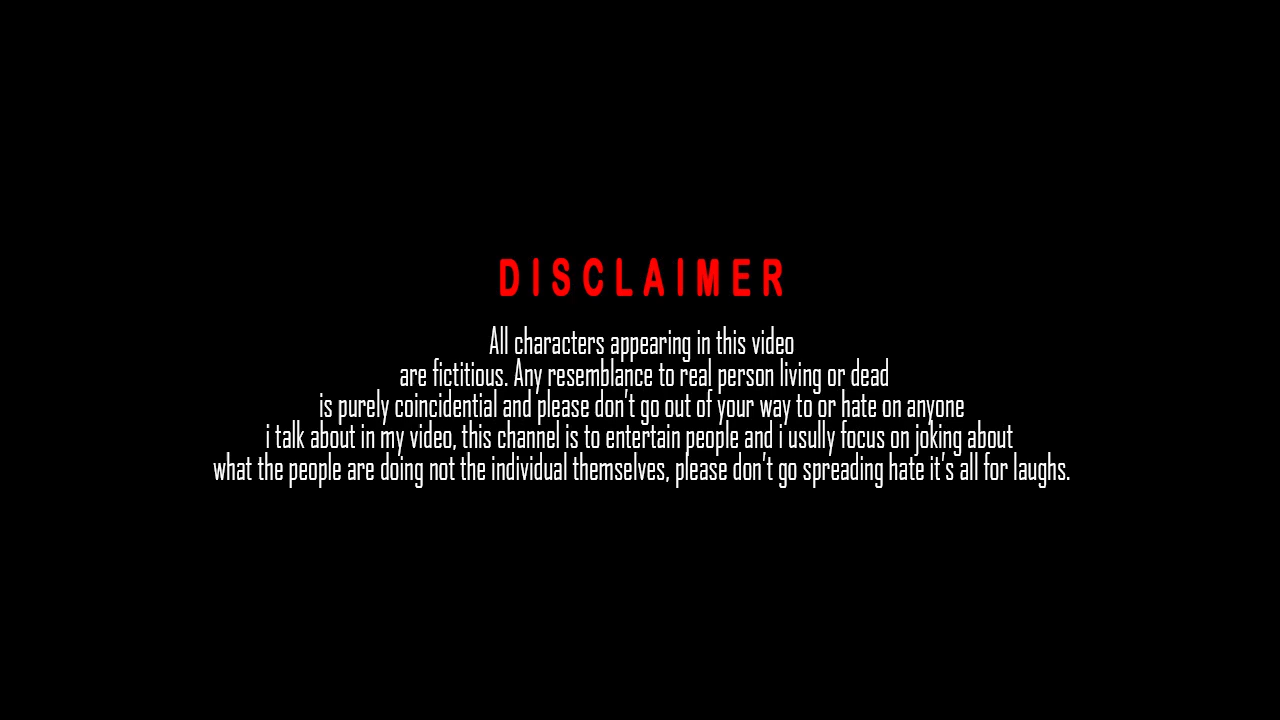 DISCLAIMER
All characters appearing in this video
are fictitious. Any resemblance to real person living or dead
is purely coincidential and please don't go out of your way to or hate on anyone
i talk about in my video, this channel is to entertain people and i usully focus on joking about
what the people are doing not the individual themselves, please don't go spreading hate it's all for laughs.